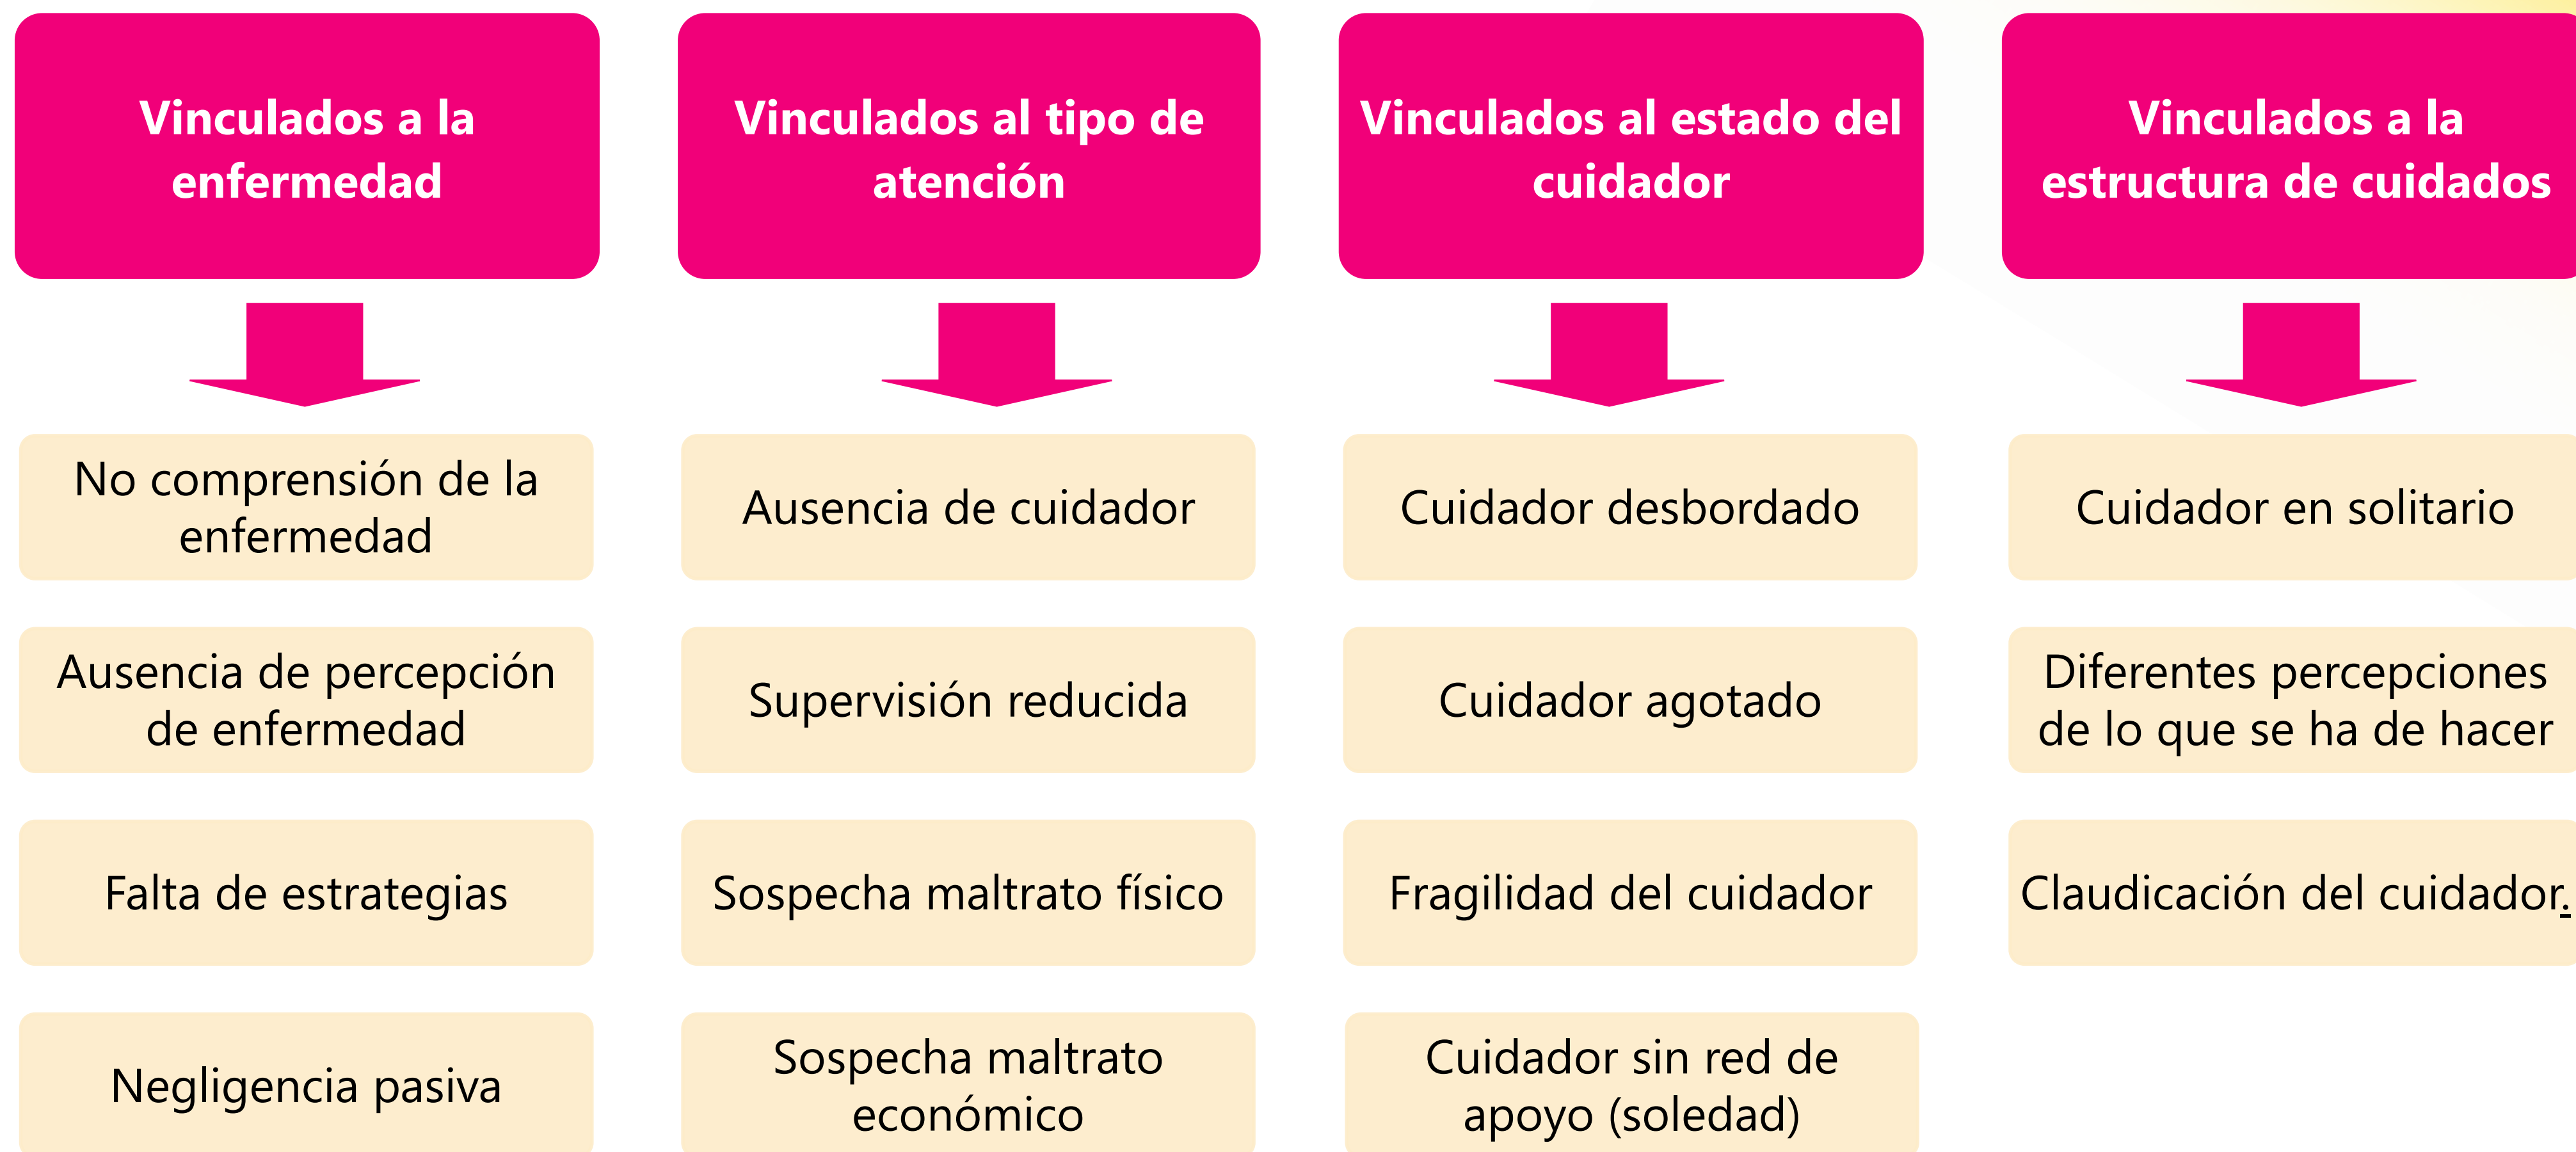 Vinculados a la
enfermedad
No comprensión de la
enfermedad
Ausencia de percepción
de enfermedad
Falta de estrategias
Negligencia pasiva
Vinculados al tipo de
atención
Ausencia de cuidador
Supervisión reducida
Sospecha maltrato físico
Sospecha maltrato
económico
Vinculados al estado del
cuidador
Cuidador desbordado
Cuidador agotado
Fragilidad del cuidador
Cuidador sin red de
apoyo (soledad)
Vinculados a la
estructura de cuidados
Cuidador en solitario
Diferentes percepciones
de lo que se ha de hacer
Claudicación del cuidador.